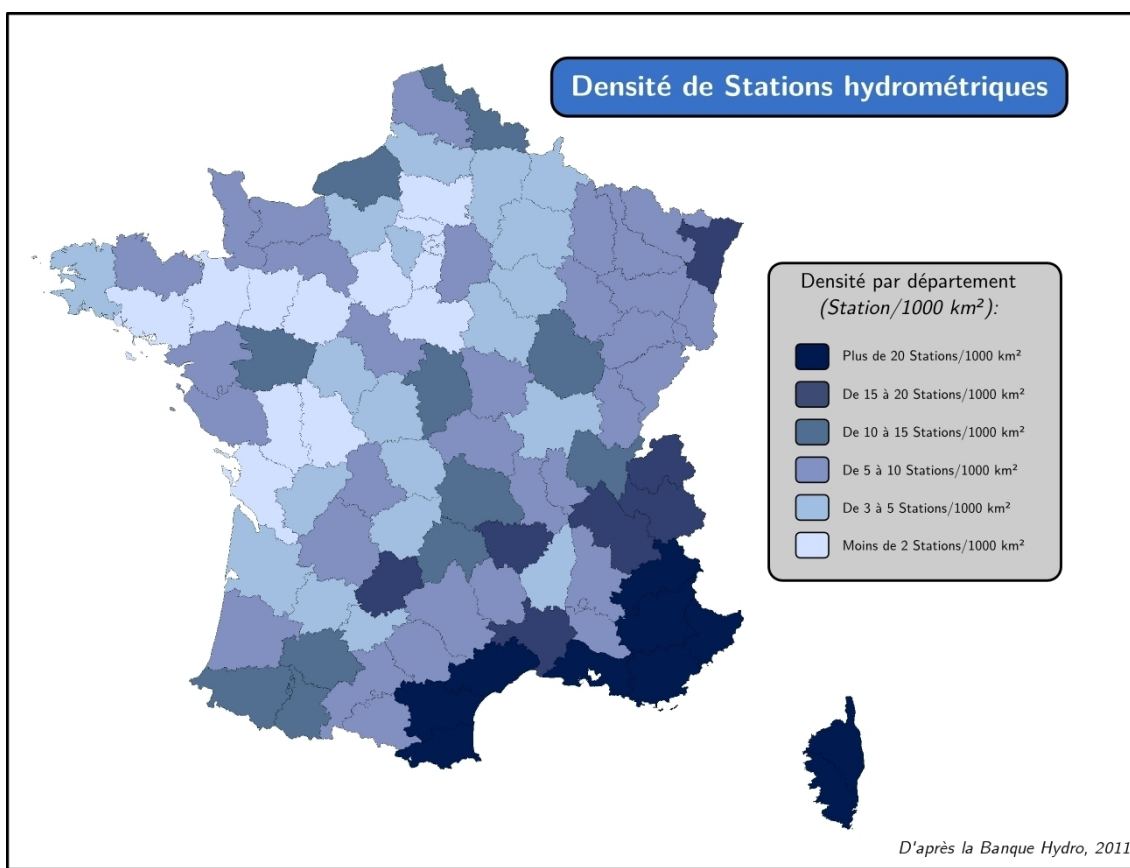 Densité de Stations hydrométriques
Densité par département
(Station/1000 km²):
Plus de 20 Stations/1000 km²
De 15 à 20 Stations/1000 km²
De 10 à 15 Stations/1000 km²
De 5 à 10 Stations/1000 km²
De 3 à 5 Stations/1000 km²
Moins de 2 Stations/1000 km²
D'après la Banque Hydro, 2011